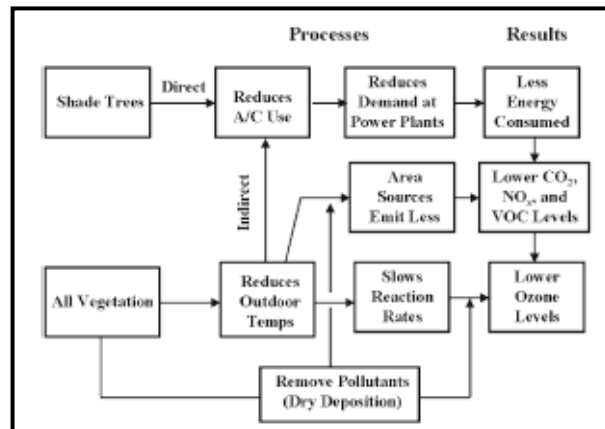 Processes
Results
Shade Trees
Direct
Reduces
A/C Use
Reduces
Demand at
Power Plants
Less
Energy
Consumed
Indirect
Area
Sources
Emit Less
Lower CO₂,
NOₓ, and
VOC Levels
All Vegetation
Reduces
Outdoor
Temps
Slows
Reaction
Rates
Lower
Ozone
Levels
Remove Pollutants
(Dry Deposition)